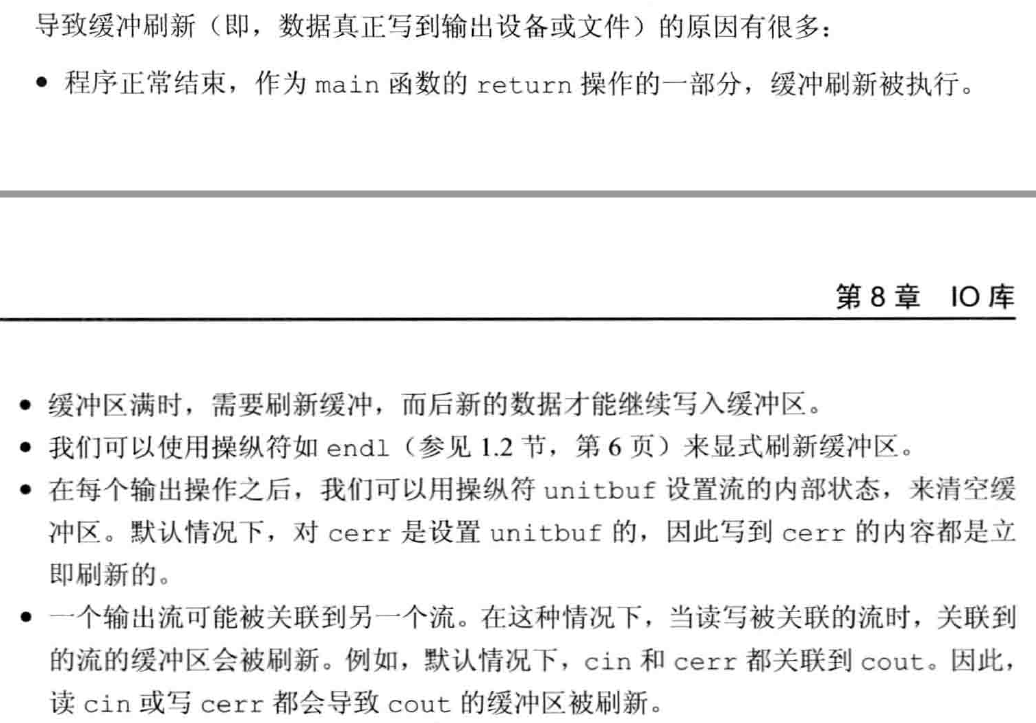 导致缓冲刷新（即，数据真正写到输出设备或文件）的原因有很多：
● 程序正常结束，作为 main 函数的 return 操作的一部分，缓冲刷新被执行。
第 8 章 IO 库
● 缓冲区满时，需要刷新缓冲，而后新的数据才能继续写入缓冲区。
● 我们可以使用操纵符如 endl（参见 1.2 节，第 6 页）来显式刷新缓冲区。
● 在每个输出操作之后，我们可以用操纵符 unitbuf 设置流的内部状态，来清空缓
冲区。默认情况下，对 cerr 是设置 unitbuf 的，因此写到 cerr 的内容都是立
即刷新的。
● 一个输出流可能被关联到另一个流。在这种情况下，当读写被关联的流时，关联到
的流的缓冲区会被刷新。例如，默认情况下，cin 和 cerr 都关联到 cout。因此，
读 cin 或写 cerr 都会导致 cout 的缓冲区被刷新。